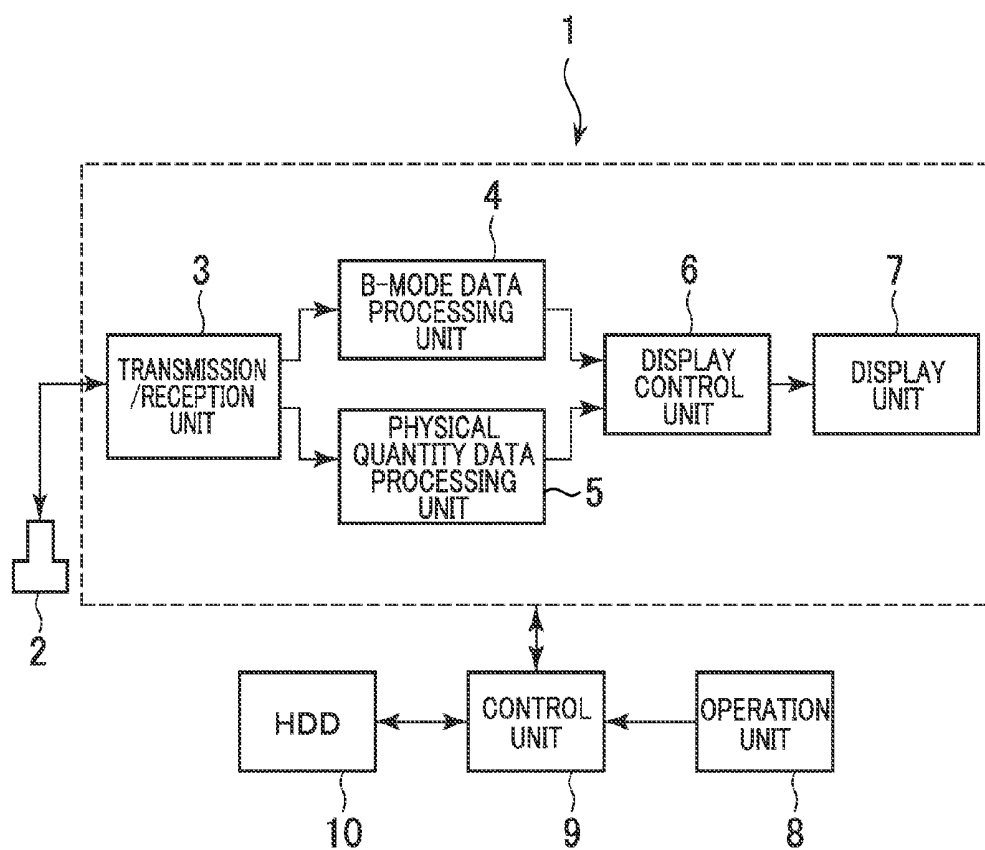 1
4
3
B-MODE DATA
PROCESSING
UNIT
6
7
TRANSMISSION
/RECEPTION
UNIT
DISPLAY
CONTROL
UNIT
DISPLAY
UNIT
PHYSICAL
QUANTITY DATA
PROCESSING
UNIT
5
2
HDD
CONTROL
UNIT
OPERATION
UNIT
10
9
8